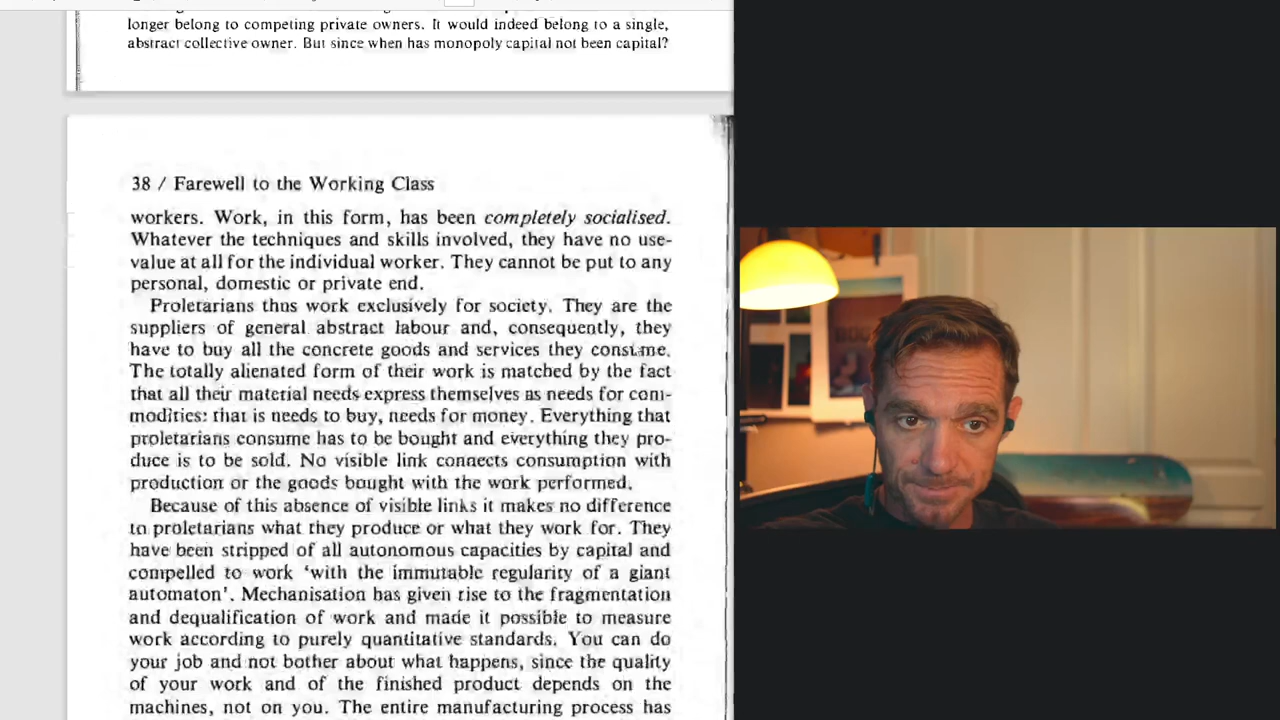 longer belong to competing private owners. It would indeed belong to a single,
abstract collective owner. But since when has monopoly capital not been capital?
38 / Farewell to the Working Class
workers. Work, in this form, has been completely socialised.
Whatever the techniques and skills involved, they have no use-
value at all for the individual worker. They cannot be put to any
personal, domestic or private end.
Proletarians thus work exclusively for society. They are the
suppliers of general abstract labour and, consequently, they
have to buy all the concrete goods and services they consume.
The totally alienated form of their work is matched by the fact
that all their material needs express themselves as needs for com-
modities: that is needs to buy, needs for money. Everything that
proletarians consume has to be bought and everything they pro-
duce is to be sold. No visible link connects consumption with
production or the goods bought with the work performed.
Because of this absence of visible links it makes no difference
to proletarians what they produce or what they work for. They
have been stripped of all autonomous capacities by capital and
compelled to work ‘with the immutable regularity of a giant
automaton’. Mechanisation has given rise to the fragmentation
and dequalification of work and made it possible to measure
work according to purely quantitative standards. You can do
your job and not bother about what happens, since the quality
of your work and of the finished product depends on the
machines, not on you. The entire manufacturing process has